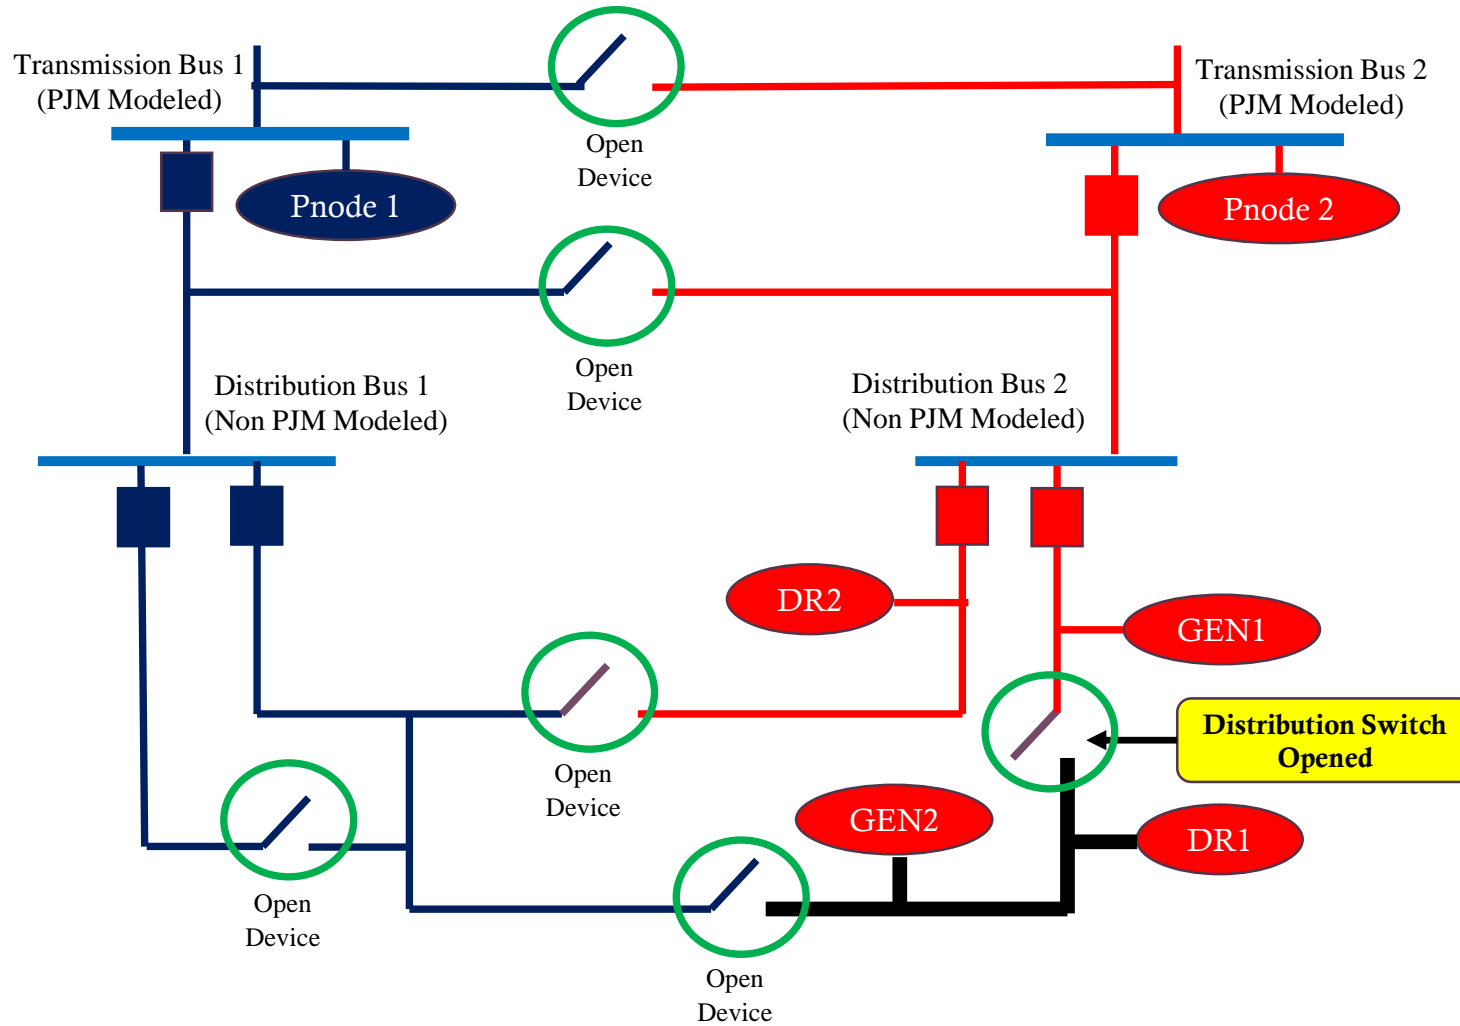 Transmission Bus 1
(PJM Modeled)
Open
Device
Transmission Bus 2
(PJM Modeled)
Pnode 1
Pnode 2
Open
Device
Distribution Bus 1
(Non PJM Modeled)
Distribution Bus 2
(Non PJM Modeled)
DR2
GEN1
Distribution Switch
Opened
Open
Device
GEN2
DR1
Open
Device
Open
Device